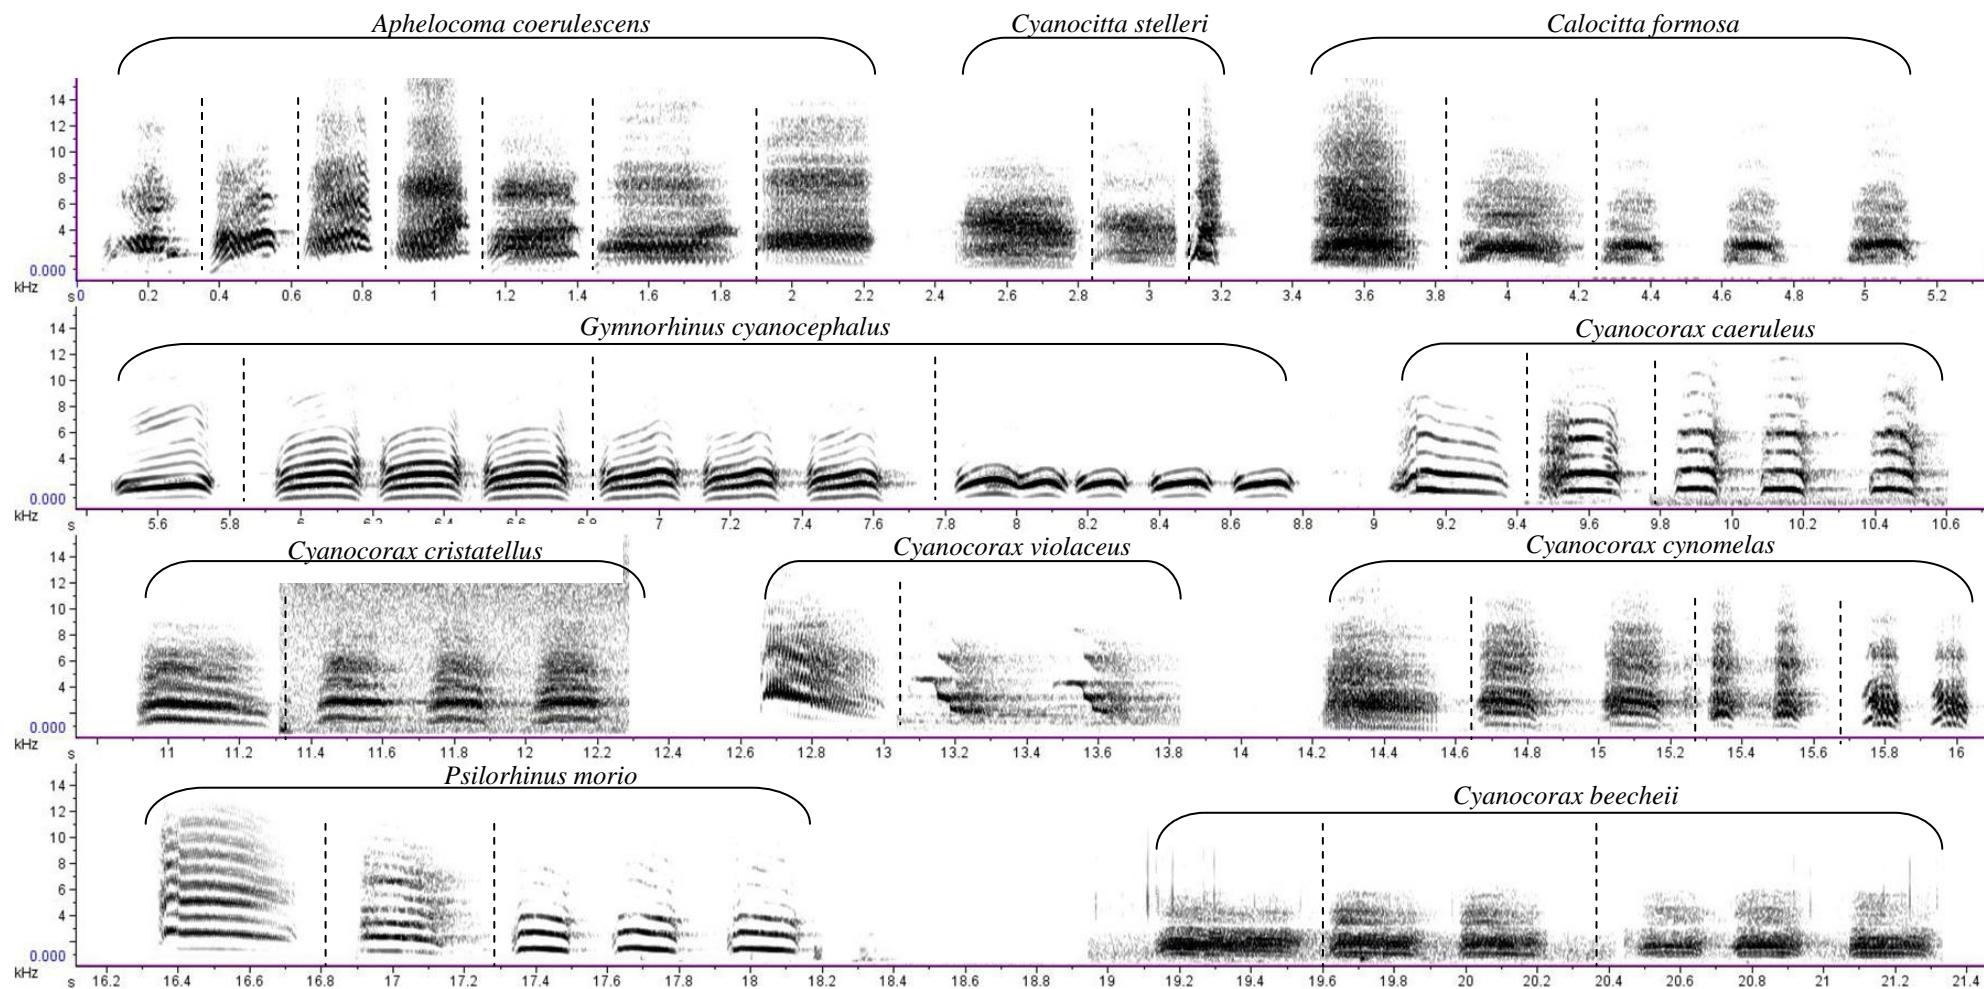 Aphelocoma coerulescens Cyanocitta stelleri Calocitta formosa
14
12
10
8
6
4
0.000
kHz
s 0 0.2 0.4 0.6 0.8 1 1.2 1.4 1.6 1.8 2 2.2 2.4 2.6 2.8 3 3.2 3.4 3.6 3.8 4 4.2 4.4 4.6 4.8 5 5.2
Gymnorhinus cyanocephalus Cyanocorax caeruleus
14
12
10
8
6
4
0.000
kHz
s 5.6 5.8 6 6.2 6.4 6.6 6.8 7 7.2 7.4 7.6 7.8 8 8.2 8.4 8.6 8.8 9 9.2 9.4 9.6 9.8 10 10.2 10.4 10.6
Cyanocorax cristatellus Cyanocorax violaceus Cyanocorax cynomelas
14
12
10
8
6
4
0.000
kHz
s 11 11.2 11.4 11.6 11.8 12 12.2 12.4 12.6 12.8 13 13.2 13.4 13.6 13.8 14 14.2 14.4 14.6 14.8 15 15.2 15.4 15.6 15.8 16
Psilorhinus morio Cyanocorax beecheii
14
12
10
8
6
4
0.000
kHz
s 16.2 16.4 16.6 16.8 17 17.2 17.4 17.6 17.8 18 18.2 18.4 18.6 18.8 19 19.2 19.4 19.6 19.8 20 20.2 20.4 20.6 20.8 21 21.2 21.4